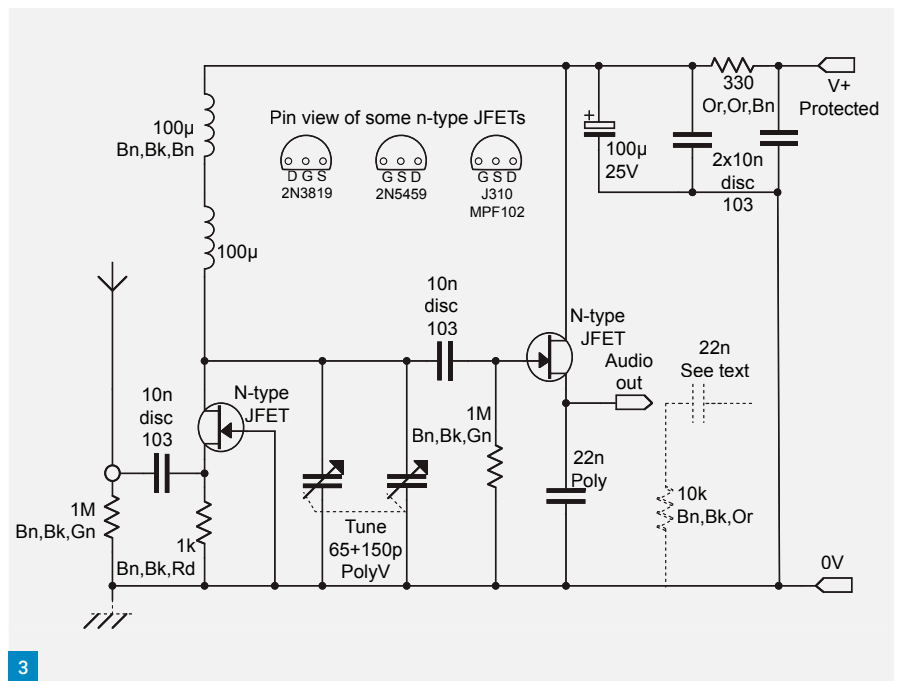 330
Or,Or,Bn
V+
Protected
100µ
Bn,Bk,Bn
Pin view of some n-type JFETs
D G S
2N3819
G S D
2N5459
G S D
J310
MPF102
+
100µ
25V
2x10n
disc
103
100µ
10n
disc
103
N-type
JFET
Audio
out
22n
See text
10n
disc
103
N-type
JFET
1M
Bn,Bk,Gn
22n
Poly
1M
Bn,Bk,Gn
1k
Bn,Bk,Rd
Tune
65+150p
PolyV
10k
Bn,Bk,Or
0V
3